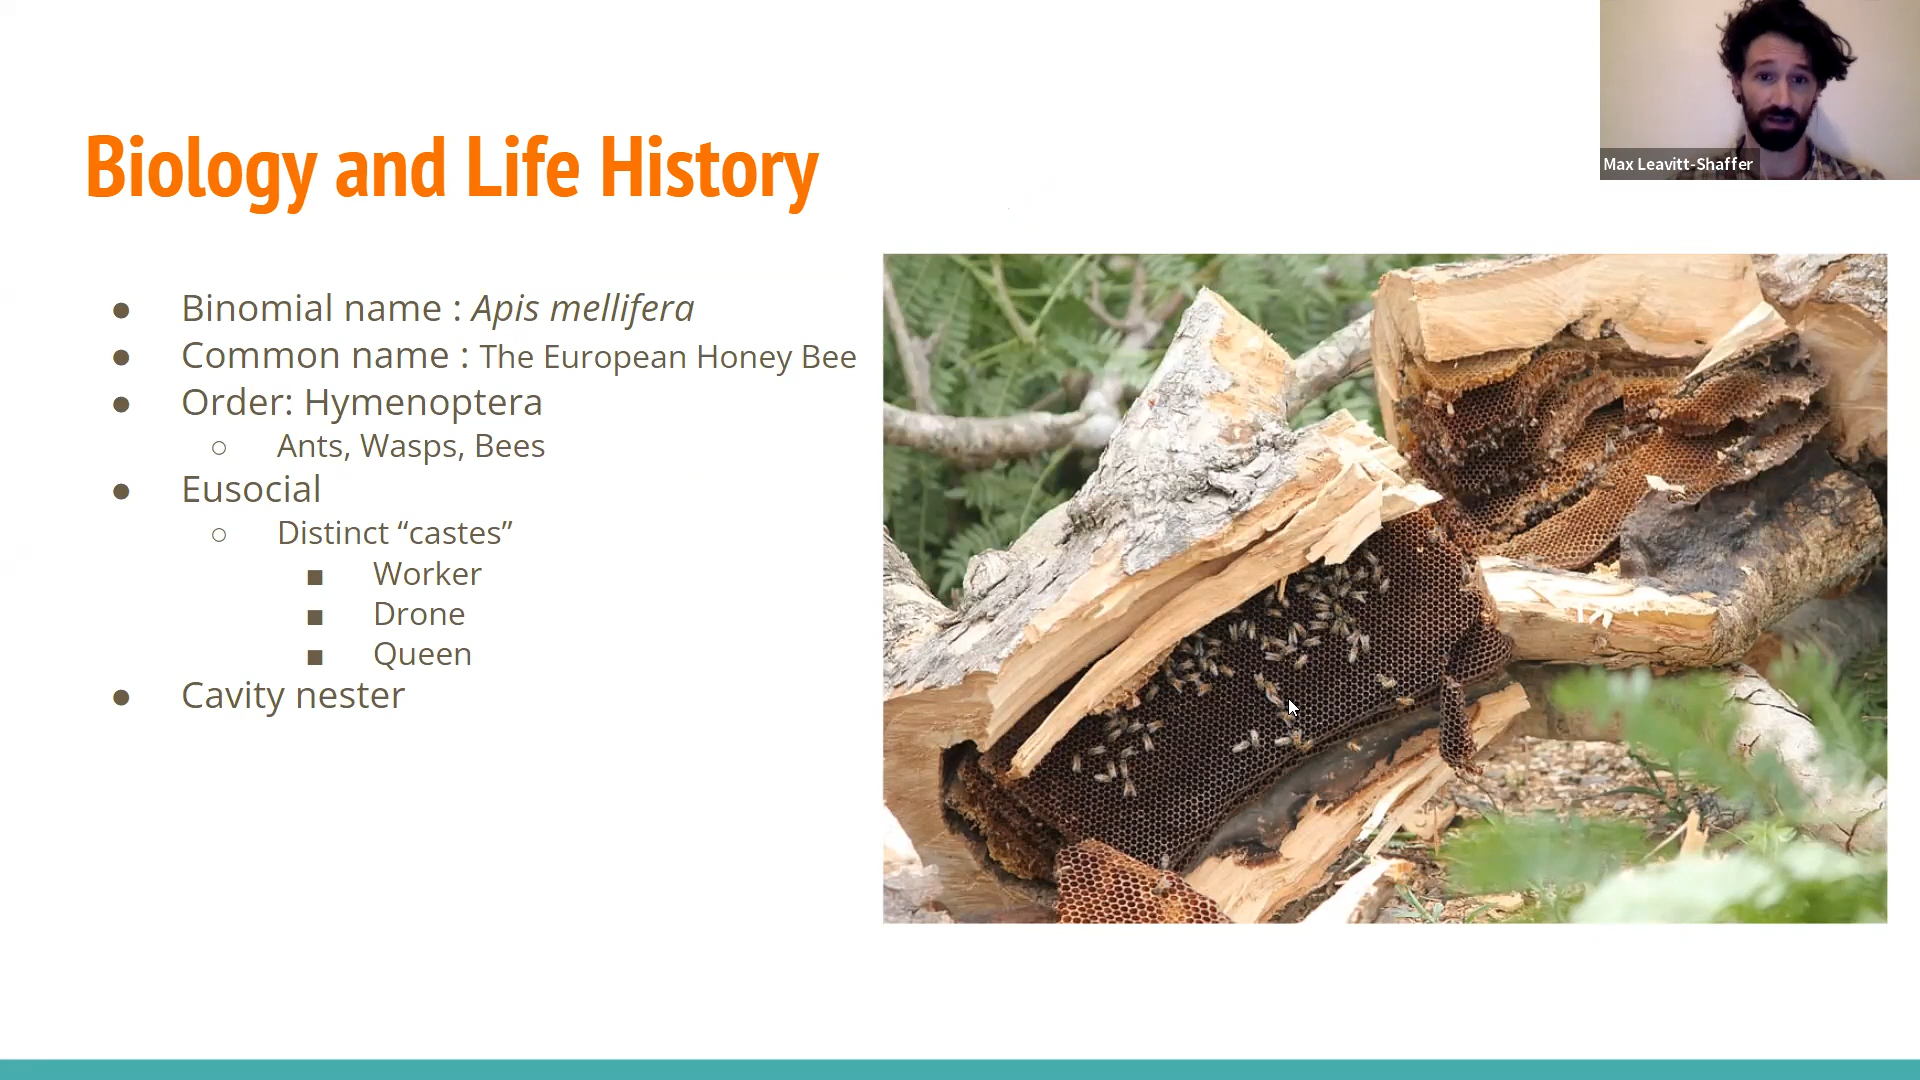 Max Leavitt-Shaffer
Biology and Life History
● Binomial name : Apis mellifera
● Common name : The European Honey Bee
● Order: Hymenoptera
○ Ants, Wasps, Bees
● Eusocial
○ Distinct “castes”
■ Worker
■ Drone
■ Queen
● Cavity nester